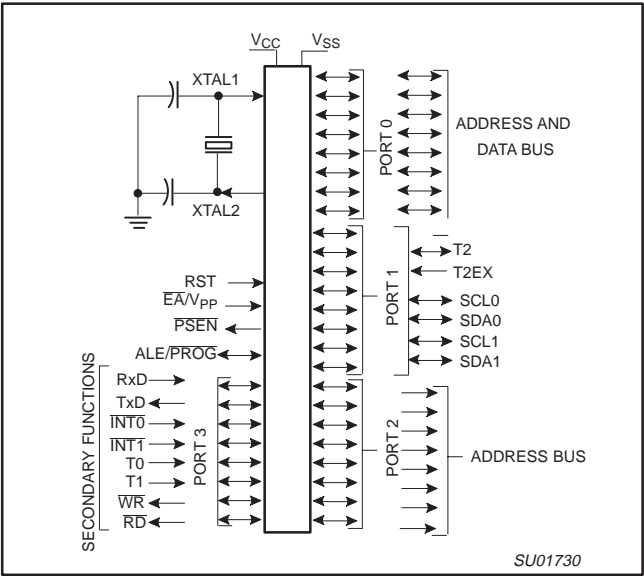 VCC VSS
XTAL1
XTAL2
PORT 0
ADDRESS AND
DATA BUS
PORT 1
T2
T2EX
SCL0
SDA0
SCL1
SDA1
RST
EA/VPP
PSEN
ALE/PROG
SECONDARY FUNCTIONS
RxD
TxD
INT0
INT1
T0
T1
WR
RD
PORT 3
PORT 2
ADDRESS BUS
SU01730